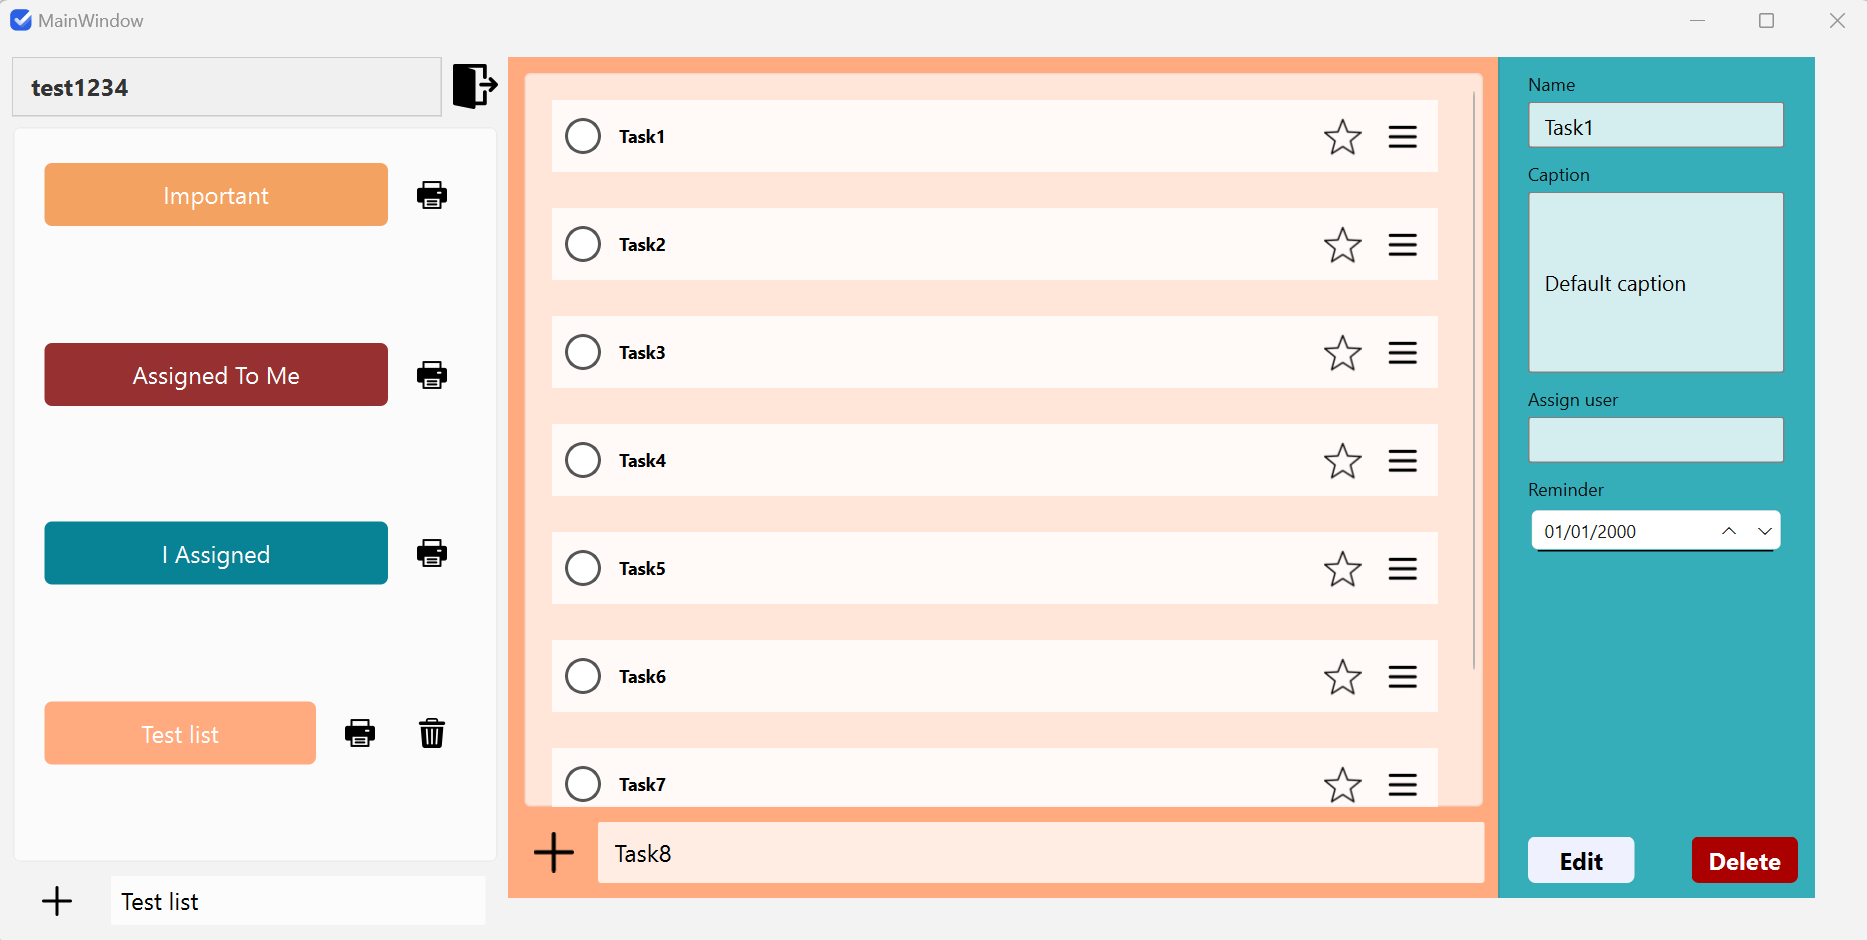 MainWindow
test1234
Important
Assigned To Me
I Assigned
Test list
Test list
Task1
Task2
Task3
Task4
Task5
Task6
Task7
Task8
Name
Task1
Caption
Default caption
Assign user
Reminder
01/01/2000
Edit
Delete